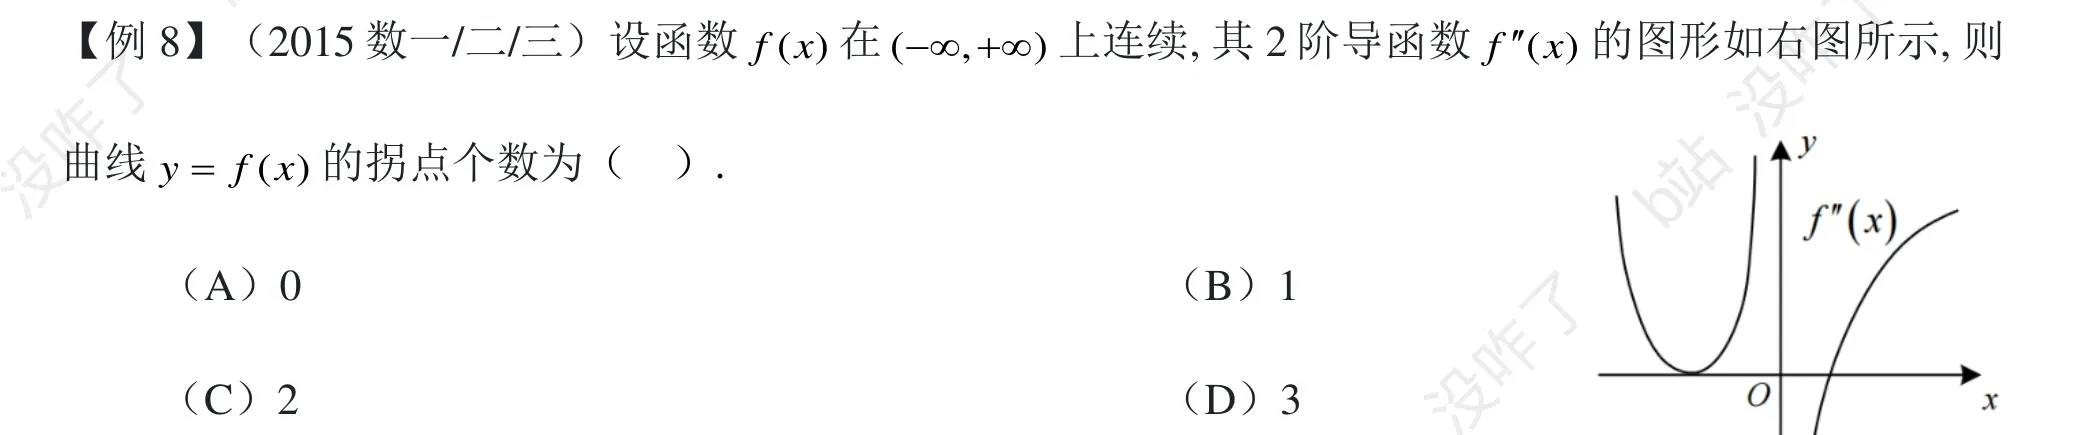 【例 8】（2015 数一/二/三）设函数 f(x) 在 (−∞,+∞) 上连续, 其 2 阶导函数 f″(x) 的图形如右图所示, 则
曲线 y = f(x) 的拐点个数为（ ）.
（A）0
（B）1
（C）2
（D）3
y
f″(x)
O
x
没咋了
b站 没咋了
没咋了